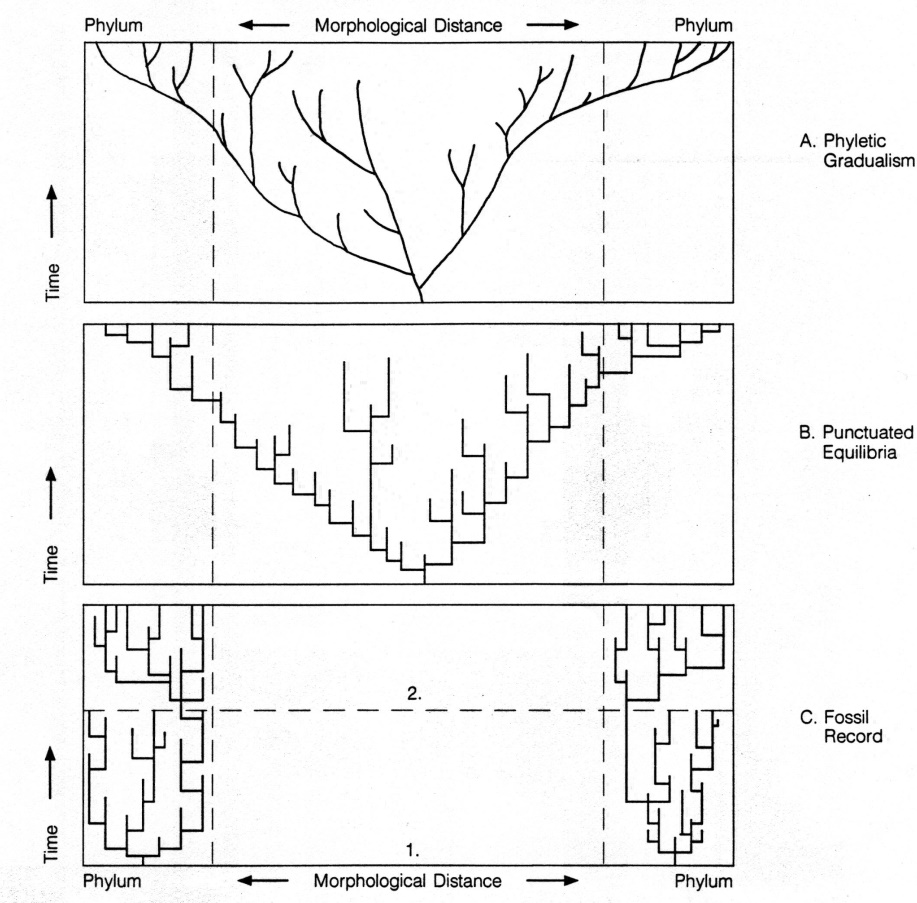 Phylum
Morphological Distance
Phylum
A. Phyletic
Gradualism
Time
B. Punctuated
Equilibria
Time
2.
C. Fossil
Record
1.
Time
Phylum
Morphological Distance
Phylum